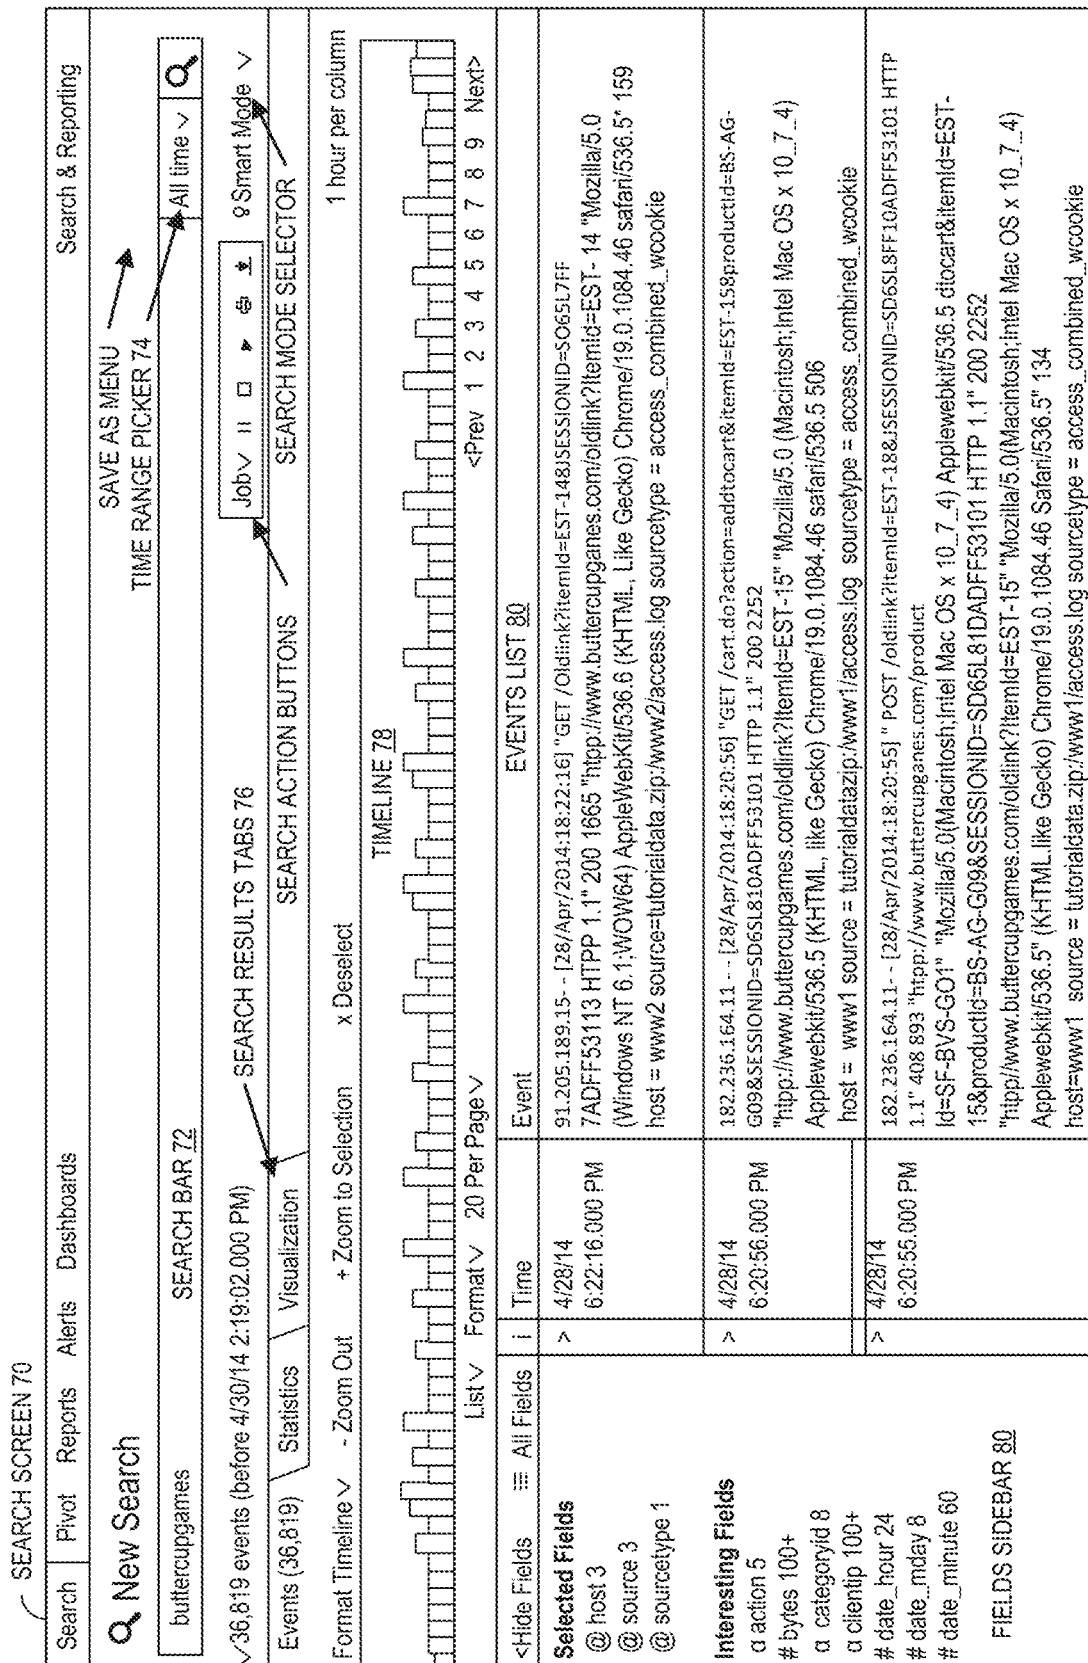 SEARCH SCREEN 70
Search Pivot Reports Alerts Dashboards Search & Reporting
New Search
SAVE AS MENU
TIME RANGE PICKER 74
buttercupgames SEARCH BAR 72 All time
36,819 events (before 4/30/14 2:19:02.000 PM)
SEARCH RESULTS TABS 76
Job Smart Mode
Events (36,819) Statistics Visualization
SEARCH ACTION BUTTONS
SEARCH MODE SELECTOR
Format Timeline - Zoom Out + Zoom to Selection x Deselect 1 hour per column
TIMELINE 78
List Format 20 Per Page <Prev 1 2 3 4 5 6 7 8 9 Next>
<Hide Fields All Fields i Time Event EVENTS LIST 80
Selected Fields
@ host 3
@ source 3
@ sourcetype 1
Interesting Fields
α action 5
# bytes 100+
α categoryid 8
α clientip 100+
# date_hour 24
# date_mday 8
# date_minute 60
FIELDS SIDEBAR 80
> 4/28/14
6:22:16.000 PM
91.205.189.15- - [28/Apr/2014:18:22:16] "GET /Oldlink?itemId=EST-14&JSESSIONID=SO6SL7FF
7ADFF53113 HTPP 1.1" 200 1665 "htpp://www.buttercupgames.com/oldlink?itemId=EST- 14 "Mozilla/5.0
(Windows NT 6.1;WOW64) AppleWebKit/536.6 (KHTML, Like Gecko) Chrome/19.0.1084.46 safari/536.5" 159
host = www2 source=tutorialdata.zip:/www2/access.log sourcetype = access_combined_wcookie
> 4/28/14
6:20:56.000 PM
182.236.164.11 - - [28/Apr/2014:18:20:56] "GET /cart.do?action=addtocart&itemId=EST-15&productId=BS-AG-
G09&SESSIONID=SD6SL810ADFF53101 HTTP 1.1" 200 2252
"htpp://www.buttercupgames.com/oldlink?itemId=EST-15" "Mozilla/5.0 (Macintosh;Intel Mac OS x 10_7_4)
Applewebkit/536.5 (KHTML, like Gecko) Chrome/19.0.1084.46 safari/536.5 506
host = www1 source = tutorialdatazip:/www1/access.log sourcetype = access_combined_wcookie
> 4/28/14
6:20:55.000 PM
182.236.164.11- - [28/Apr/2014:18:20:55] " POST /oldlink?itemId=EST-18&JSESSIONID=SD6SL8FF10ADFF53101 HTTP
1.1" 408 893 "htpp://www.buttercupgames.com/product
Id=SF-BVS-GO1" "Mozilla/5.0(Macintosh;Intel Mac OS x 10_7_4) Applewebkit/536.5 dtocart&itemId=EST-
15&productId=BS-AG-G09&SESSIONID=SD6SL81DADFF53101 HTTP 1.1" 200 2252
"htpp//www.buttercupgames.com/oldlink?itemId=EST-15" "Mozilla/5.0(Macintosh;Intel Mac OS x 10_7_4)
Applewebkit/536.5" (KHTML.like Gecko) Chrome/19.0.1084.46 Safari/536.5" 134
host=www1 source = tutorialdata.zip:/www1/access.log sourcetype = access_combined_wcookie